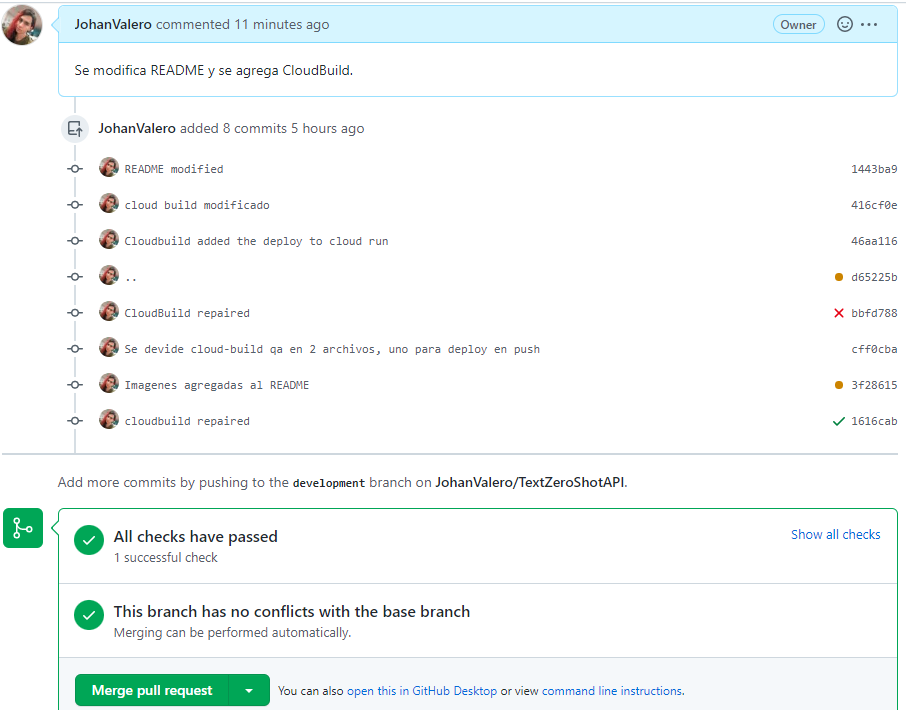 JohanValero commented 11 minutes ago Owner
Se modifica README y se agrega CloudBuild.
JohanValero added 8 commits 5 hours ago
README modified 1443ba9
cloud build modificado 416cf0e
Cloudbuild added the deploy to cloud run 46aa116
.. d65225b
CloudBuild repaired bbfd788
Se devide cloud-build qa en 2 archivos, uno para deploy en push cff0cba
Imagenes agregadas al README 3f28615
cloudbuild repaired 1616cab
Add more commits by pushing to the development branch on JohanValero/TextZeroShotAPI.
All checks have passed Show all checks
1 successful check
This branch has no conflicts with the base branch
Merging can be performed automatically.
Merge pull request You can also open this in GitHub Desktop or view command line instructions.